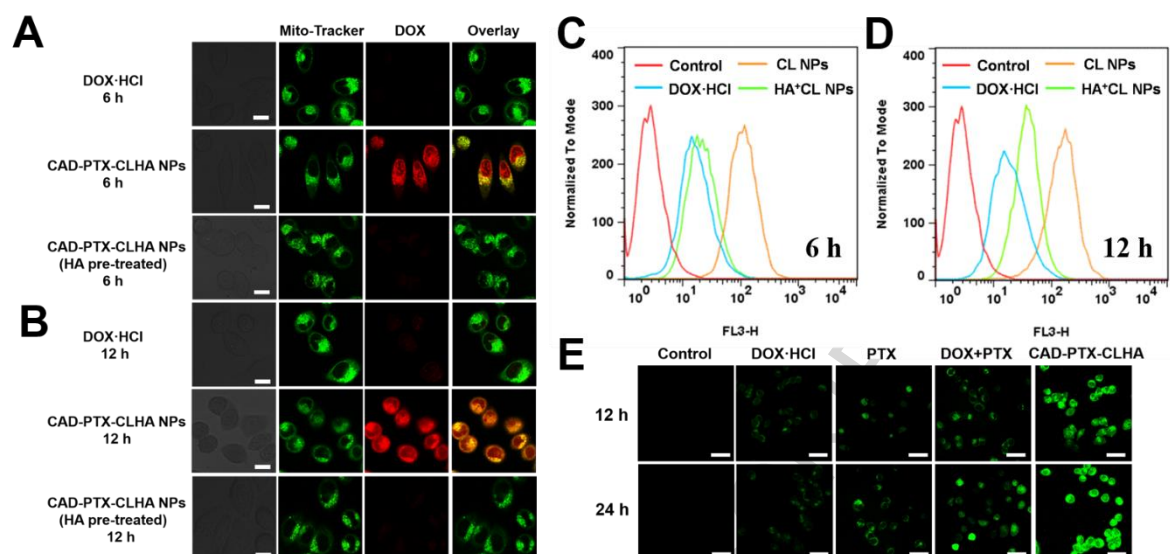 A
Mito-Tracker DOX Overlay
DOX·HCl
6 h
CAD-PTX-CLHA NPs
6 h
CAD-PTX-CLHA NPs
(HA pre-treated)
6 h
B
DOX·HCl
12 h
CAD-PTX-CLHA NPs
12 h
CAD-PTX-CLHA NPs
(HA pre-treated)
12 h
C
Normalized To Mode
400
300
200
100
0
Control CL NPs
DOX·HCl HA⁺CL NPs
6 h
10⁰ 10¹ 10² 10³ 10⁴
FL3-H
D
Normalized To Mode
400
300
200
100
0
Control CL NPs
DOX·HCl HA⁺CL NPs
12 h
10⁰ 10¹ 10² 10³ 10⁴
FL3-H
E
Control DOX·HCl PTX DOX+PTX CAD-PTX-CLHA
12 h
24 h